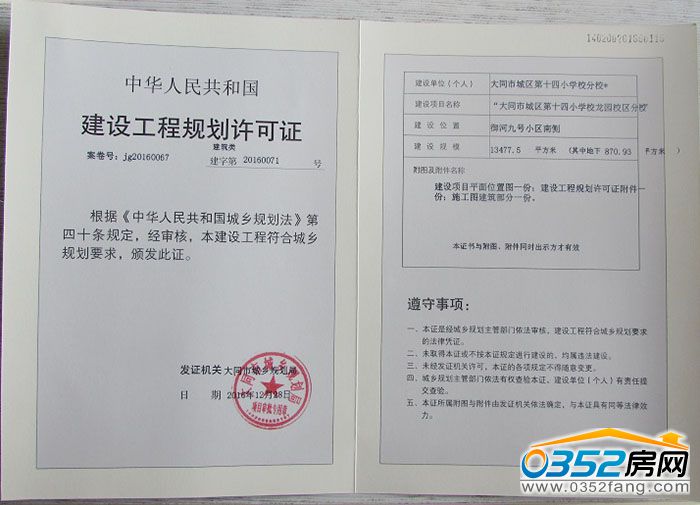 中华人民共和国
建设工程规划许可证
建筑类
案卷号：jg20160067
建字第 20160071 号
根据《中华人民共和国城乡规划法》第
四十条规定，经审核，本建设工程符合城乡
规划要求，颁发此证。
发证机关 大同市城乡规划局
日 期 2016年12月28日
大同市城乡规划局
项目审批专用章
建设单位（个人） 大同市城区第十四小学校分校*
建设项目名称 “大同市城区第十四小学校龙园校区分校”
建设位置 御河九号小区南侧
建设规模 13477.5 平方米 （其中地下 870.93 平方米）
附图及附件名称
建设项目平面位置图一份；建设工程规划许可证附件一
份；施工图建筑部分一份。
本证书与附图、附件同时出示方才有效
遵守事项：
一、本证是经城乡规划主管部门依法审核，建设工程符合城乡规划要求
的法律凭证。
二、未取得本证或不按本证规定进行建设的，均属违法建设。
三、未经发证机关许可，本证的各项规定不得随意变更。
四、城乡规划主管部门依法有权查验本证，建设单位（个人）有责任提
交查验。
五、本证所属附图与附件由发证机关依法确定，与本证具有同等法律效
力。
0352房网
www.0352fang.com